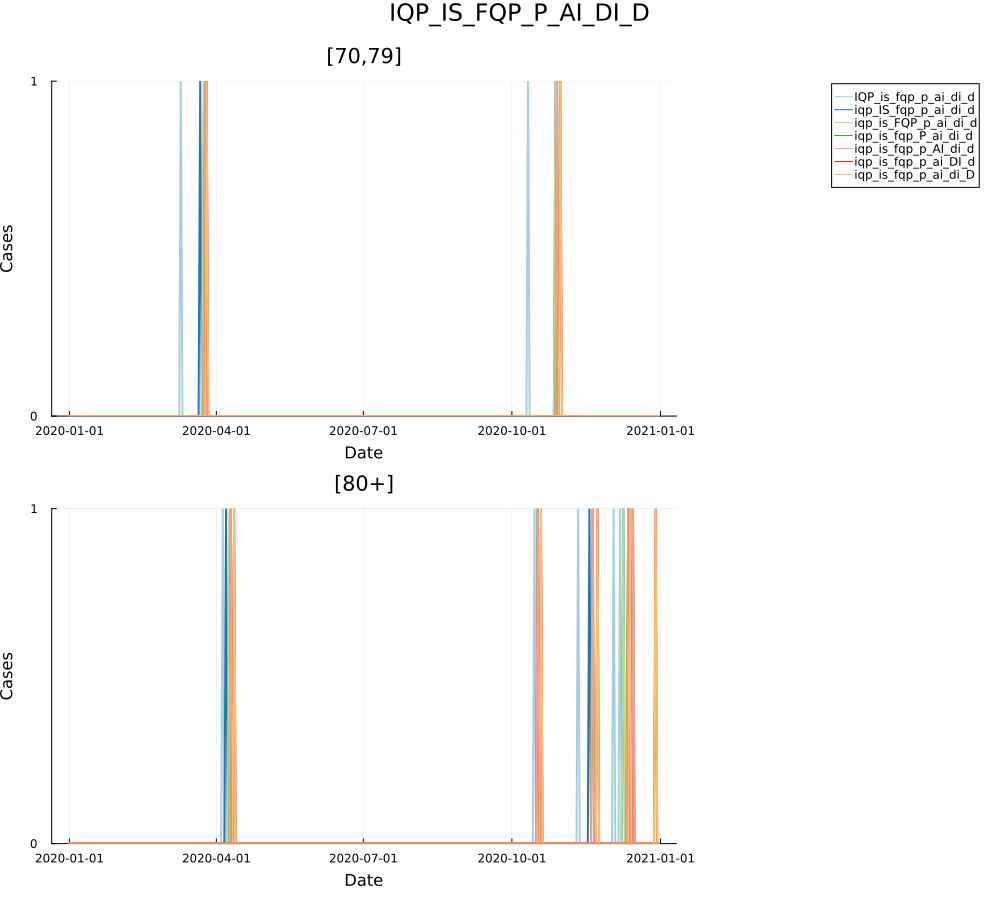 IQP_IS_FQP_P_AI_DI_D
[70,79]
1
Cases
0
2020-01-01 2020-04-01 2020-07-01 2020-10-01 2021-01-01
Date
IQP_is_fqp_p_ai_di_d
iqp_IS_fqp_p_ai_di_d
iqp_is_FQP_p_ai_di_d
iqp_is_fqp_P_ai_di_d
iqp_is_fqp_p_AI_di_d
iqp_is_fqp_p_ai_DI_d
iqp_is_fqp_p_ai_di_D
[80+]
1
Cases
0
2020-01-01 2020-04-01 2020-07-01 2020-10-01 2021-01-01
Date